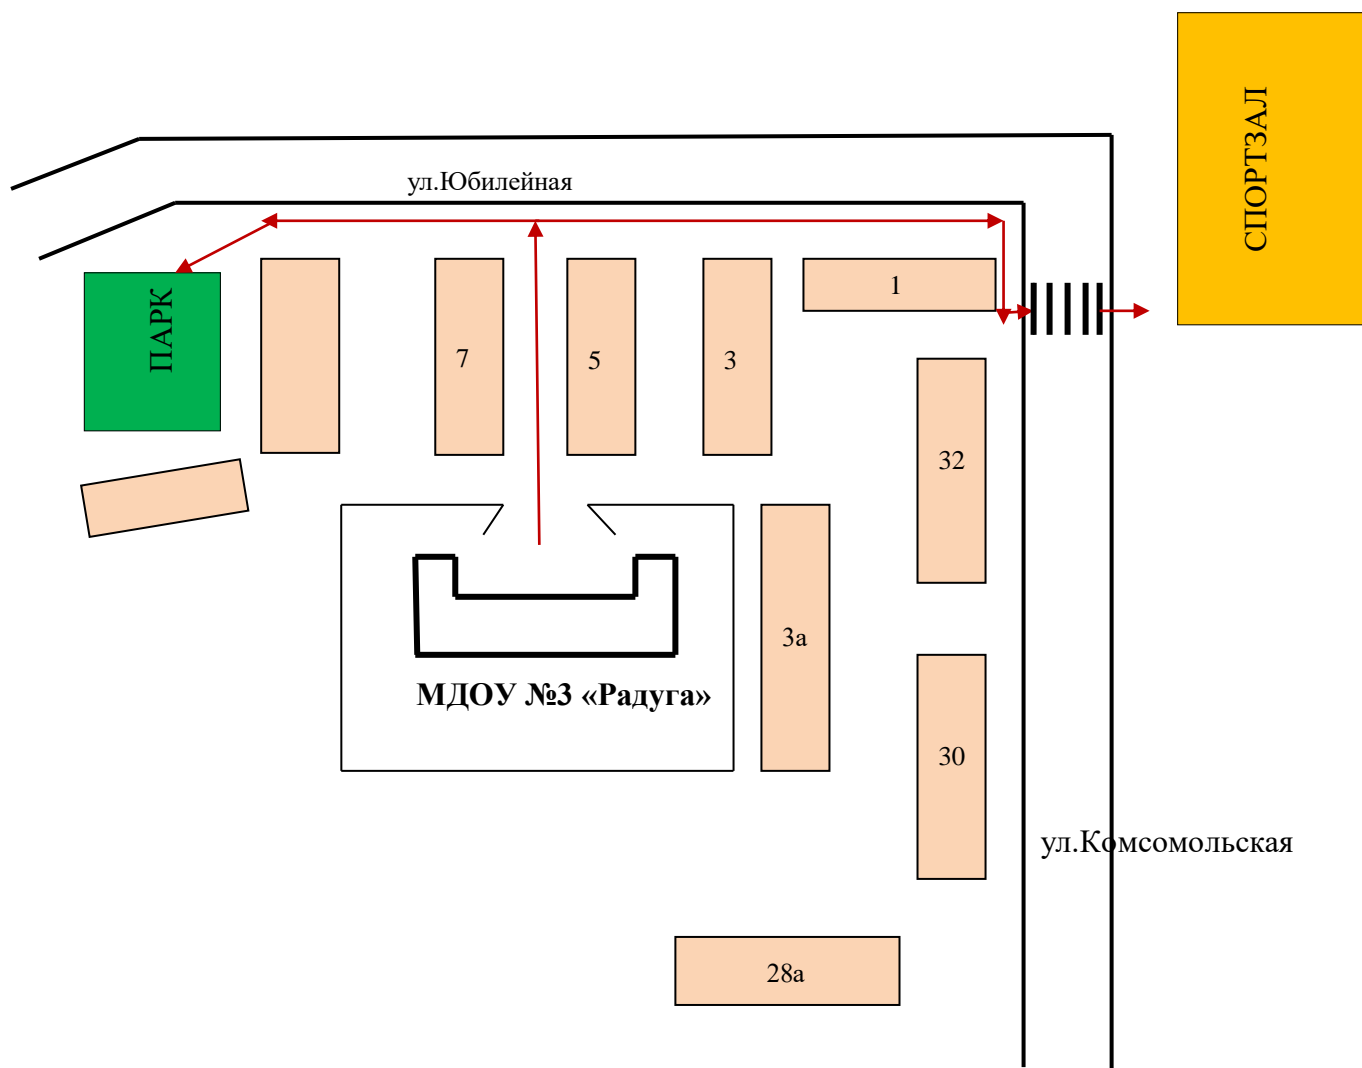 СПОРТЗАЛ
ул.Юбилейная
ПАРК
1
7
5
3
32
3а
МДОУ №3 «Радуга»
30
ул.Комсомольская
28а